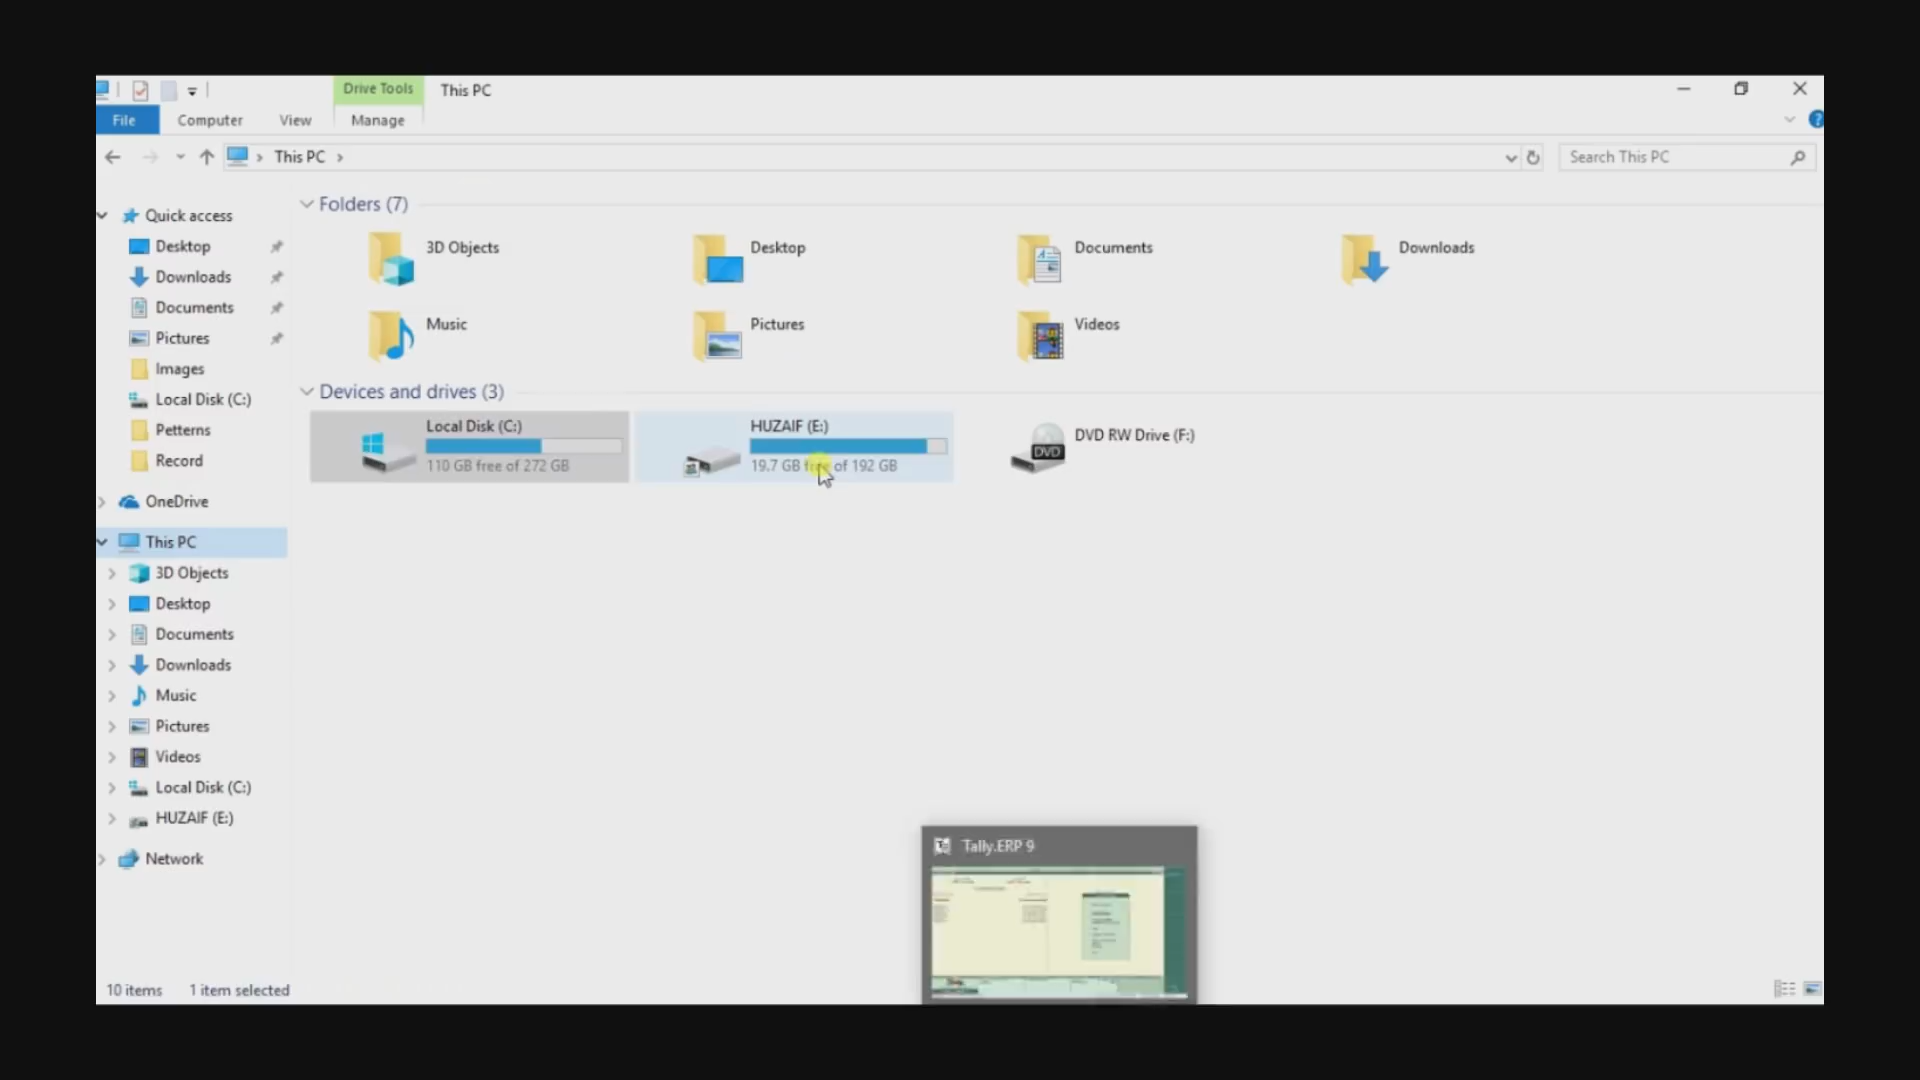 Drive Tools
This PC
File
Computer
View
Manage
This PC
Search This PC
Quick access
Desktop
Downloads
Documents
Pictures
Images
Local Disk (C:)
Petterns
Record
OneDrive
This PC
3D Objects
Desktop
Documents
Downloads
Music
Pictures
Videos
Local Disk (C:)
HUZAIF (E:)
Network
Folders (7)
3D Objects
Desktop
Documents
Downloads
Music
Pictures
Videos
Devices and drives (3)
Local Disk (C:)
110 GB free of 272 GB
HUZAIF (E:)
19.7 GB free of 192 GB
DVD
DVD RW Drive (F:)
Tally.ERP 9
10 items
1 item selected